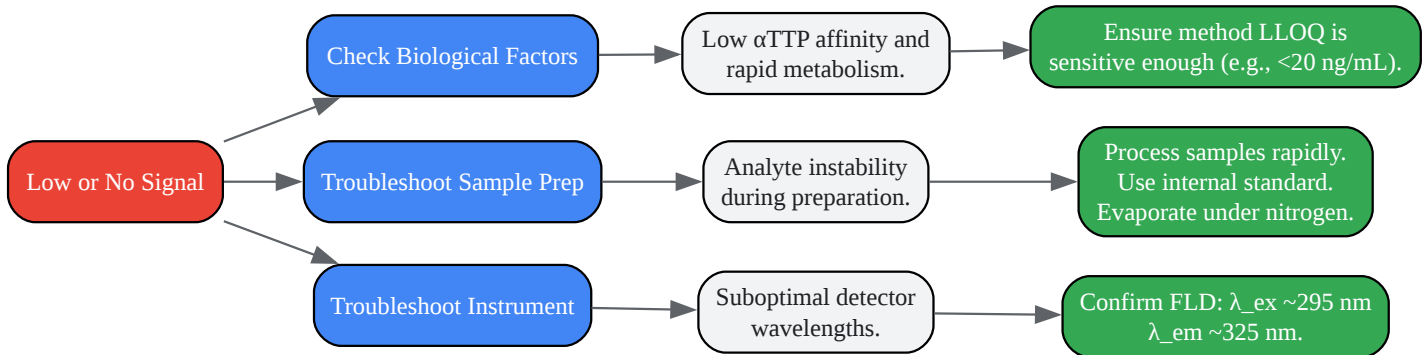 Low or No Signal
Check Biological Factors
Low αTTP affinity and
rapid metabolism.
Ensure method LLOQ is
sensitive enough (e.g., <20 ng/mL).
Troubleshoot Sample Prep
Analyte instability
during preparation.
Process samples rapidly.
Use internal standard.
Evaporate under nitrogen.
Troubleshoot Instrument
Suboptimal detector
wavelengths.
Confirm FLD: λ_ex ~295 nm
λ_em ~325 nm.